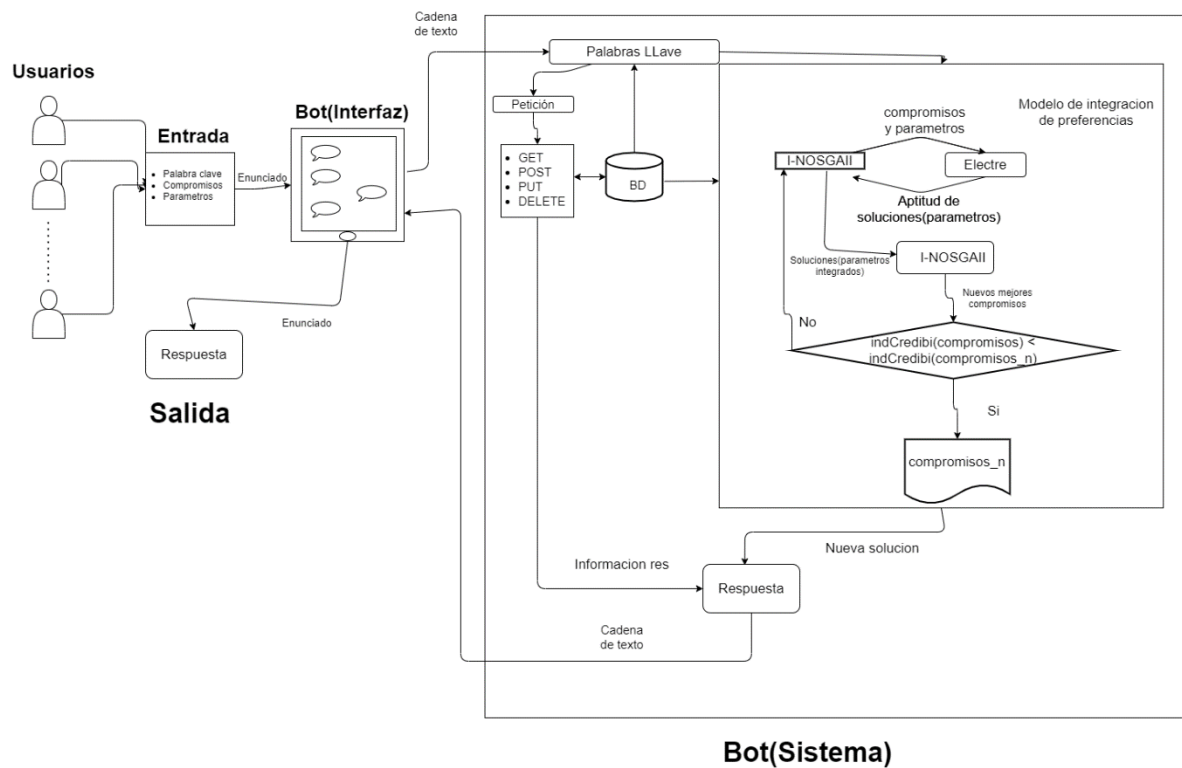 Usuarios
Entrada
• Palabra clave
• Compromisos
• Parametros
Enunciado
Bot(Interfaz)
Enunciado
Respuesta
Salida
Cadena
de texto
Palabras LLave
Petición
• GET
• POST
• PUT
• DELETE
BD
Modelo de integracion
de preferencias
compromisos
y parametros
I-NOSGAII
Electre
Aptitud de
soluciones(parametros)
Soluciones(parametros
integrados)
I-NOSGAII
Nuevos mejores
compromisos
No
indCredibi(compromisos) <
indCredibi(compromisos_n)
Si
compromisos_n
Nueva solucion
Informacion res
Respuesta
Cadena
de texto
Bot(Sistema)